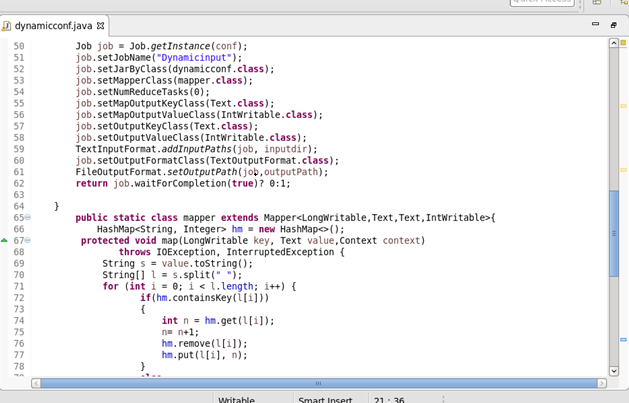 Quick Access
dynamicconf.java
50 Job job = Job.getInstance(conf);
51 job.setJobName("Dynamicinput");
52 job.setJarByClass(dynamicconf.class);
53 job.setMapperClass(mapper.class);
54 job.setNumReduceTasks(0);
55 job.setMapOutputKeyClass(Text.class);
56 job.setMapOutputValueClass(IntWritable.class);
57 job.setOutputKeyClass(Text.class);
58 job.setOutputValueClass(IntWritable.class);
59 TextInputFormat.addInputPaths(job, inputdir);
60 job.setOutputFormatClass(TextOutputFormat.class);
61 FileOutputFormat.setOutputPath(job,outputPath);
62 return job.waitForCompletion(true)? 0:1;
63
64 }
65 public static class mapper extends Mapper<LongWritable,Text,Text,IntWritable>{
66 HashMap<String, Integer> hm = new HashMap<>();
67 protected void map(LongWritable key, Text value,Context context)
68 throws IOException, InterruptedException {
69 String s = value.toString();
70 String[] l = s.split(" ");
71 for (int i = 0; i < l.length; i++) {
72 if(hm.containsKey(l[i]))
73 {
74 int n = hm.get(l[i]);
75 n= n+1;
76 hm.remove(l[i]);
77 hm.put(l[i], n);
78 }
Writable Smart Insert 21 : 36